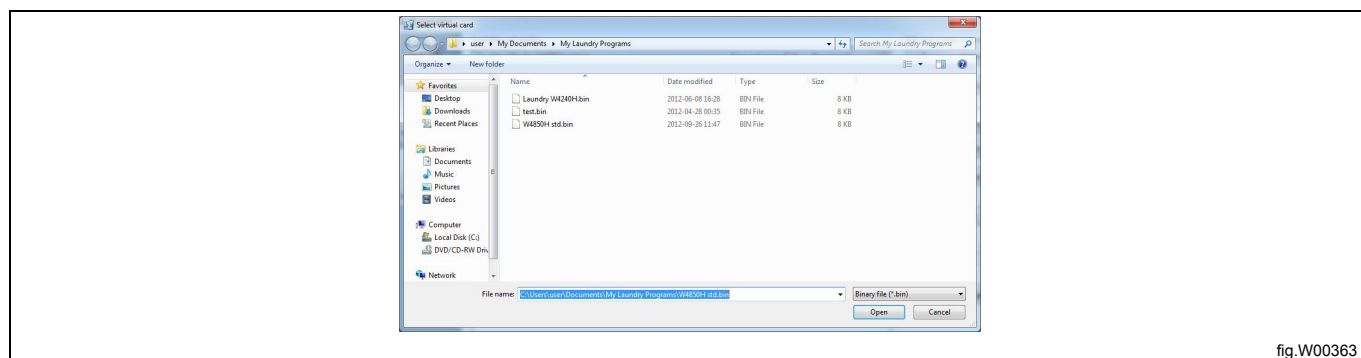 Select virtual card
user ▸ My Documents ▸ My Laundry Programs
Search My Laundry Programs
Organize
New folder
Favorites
Desktop
Downloads
Recent Places
Libraries
Documents
Music
Pictures
Videos
Computer
Local Disk (C:)
DVD/CD-RW Driv
Network
Name Date modified Type Size
Laundry W4240H.bin 2012-06-08 16:28 BIN File 8 KB
test.bin 2012-04-28 00:35 BIN File 8 KB
W4850H std.bin 2012-09-26 11:47 BIN File 8 KB
File name: C:\Users\user\Documents\My Laundry Programs\W4850H std.bin
Binary file (*.bin)
Open Cancel
fig.W00363